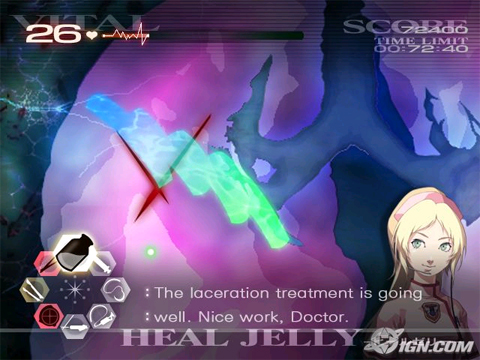 VITAL
26
SCORE
72400
TIME LIMIT
00:72:40
: The laceration treatment is going
: well. Nice work, Doctor.
HEAL JELLY
IGN.COM